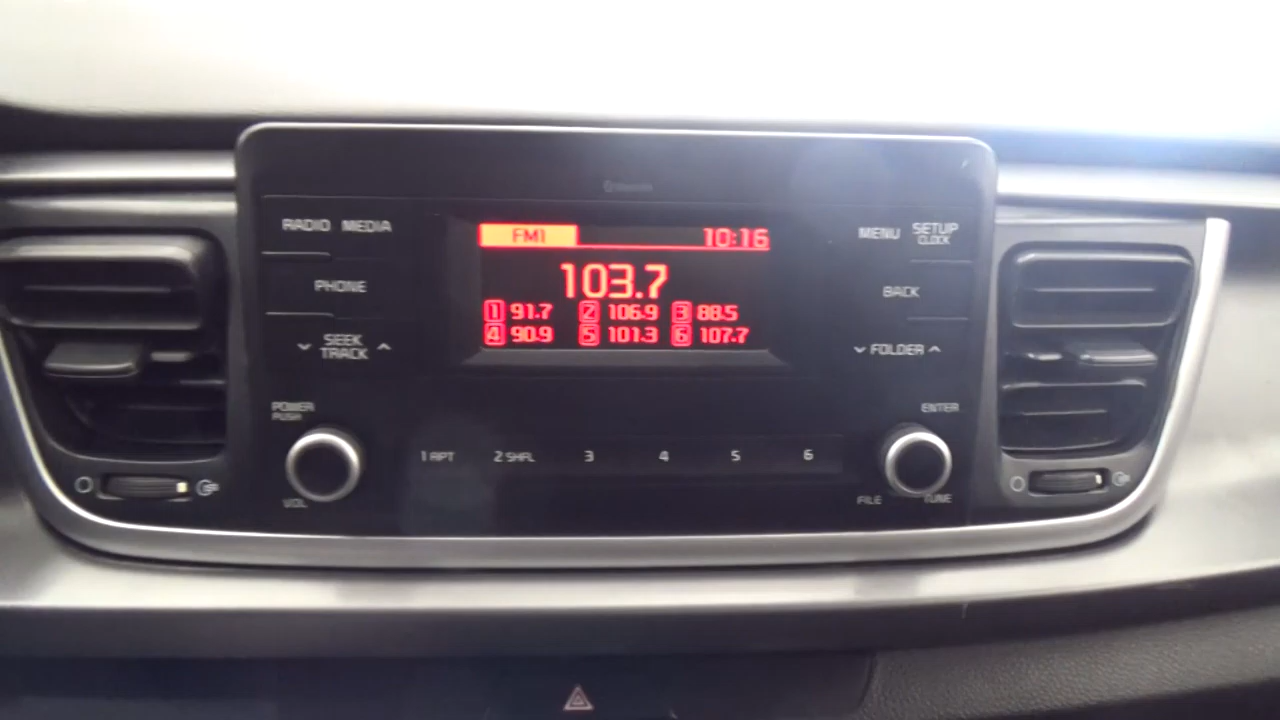 Bluetooth
RADIO MEDIA
FM1 10:16
MENU SETUP
CLOCK
103.7
PHONE
BACK
1 91.7 2 106.9 3 88.5
4 90.9 5 101.3 6 107.7
SEEK
TRACK
FOLDER
POWER
PUSH
ENTER
1 RPT 2 SHFL 3 4 5 6
VOL
FILE TUNE